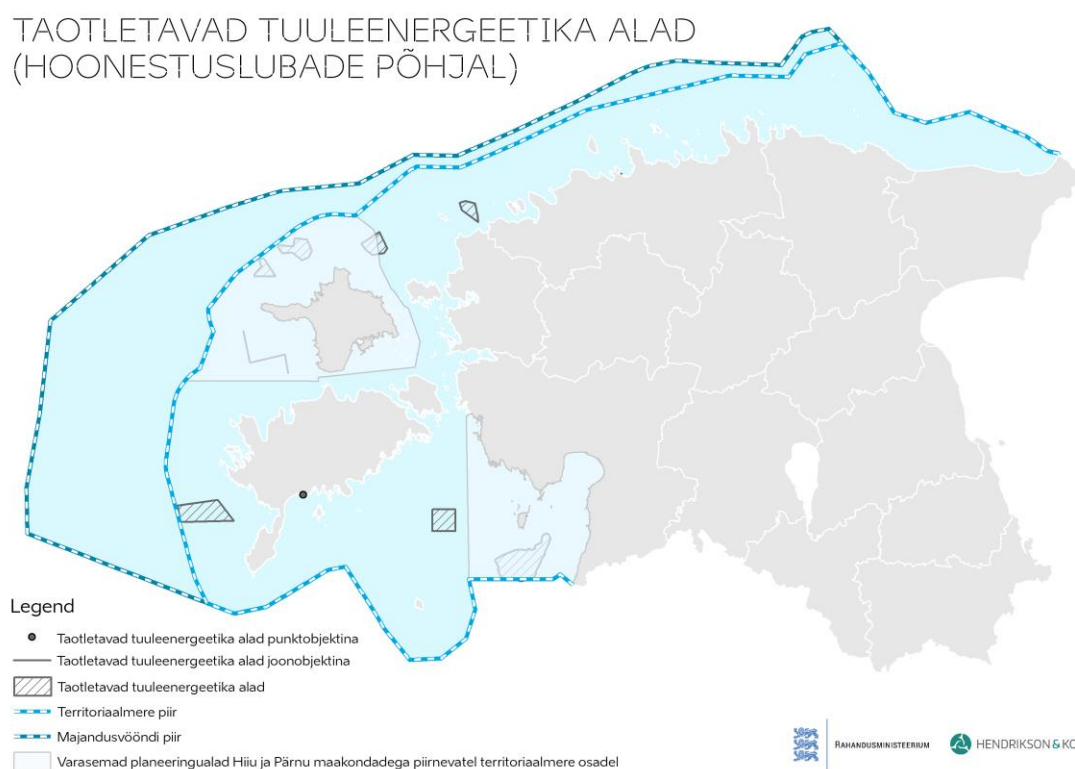 TAOTLETAVAD TUULEENERGEETIKA ALAD
(HOONESTUSLUBADE PÕHJAL)
Legend
Taotletavad tuuleenergeetika alad punktobjektina
Taotletavad tuuleenergeetika alad joonobjektina
Taotletavad tuuleenergeetika alad
Territoriaalmere piir
Majandusvööndi piir
Varasemad planeeringualad Hiiu ja Pärnu maakondadega piirnevatel territoriaalmere osadel
RAHANDUSMINISTEERIUM
HENDRIKSON & KO